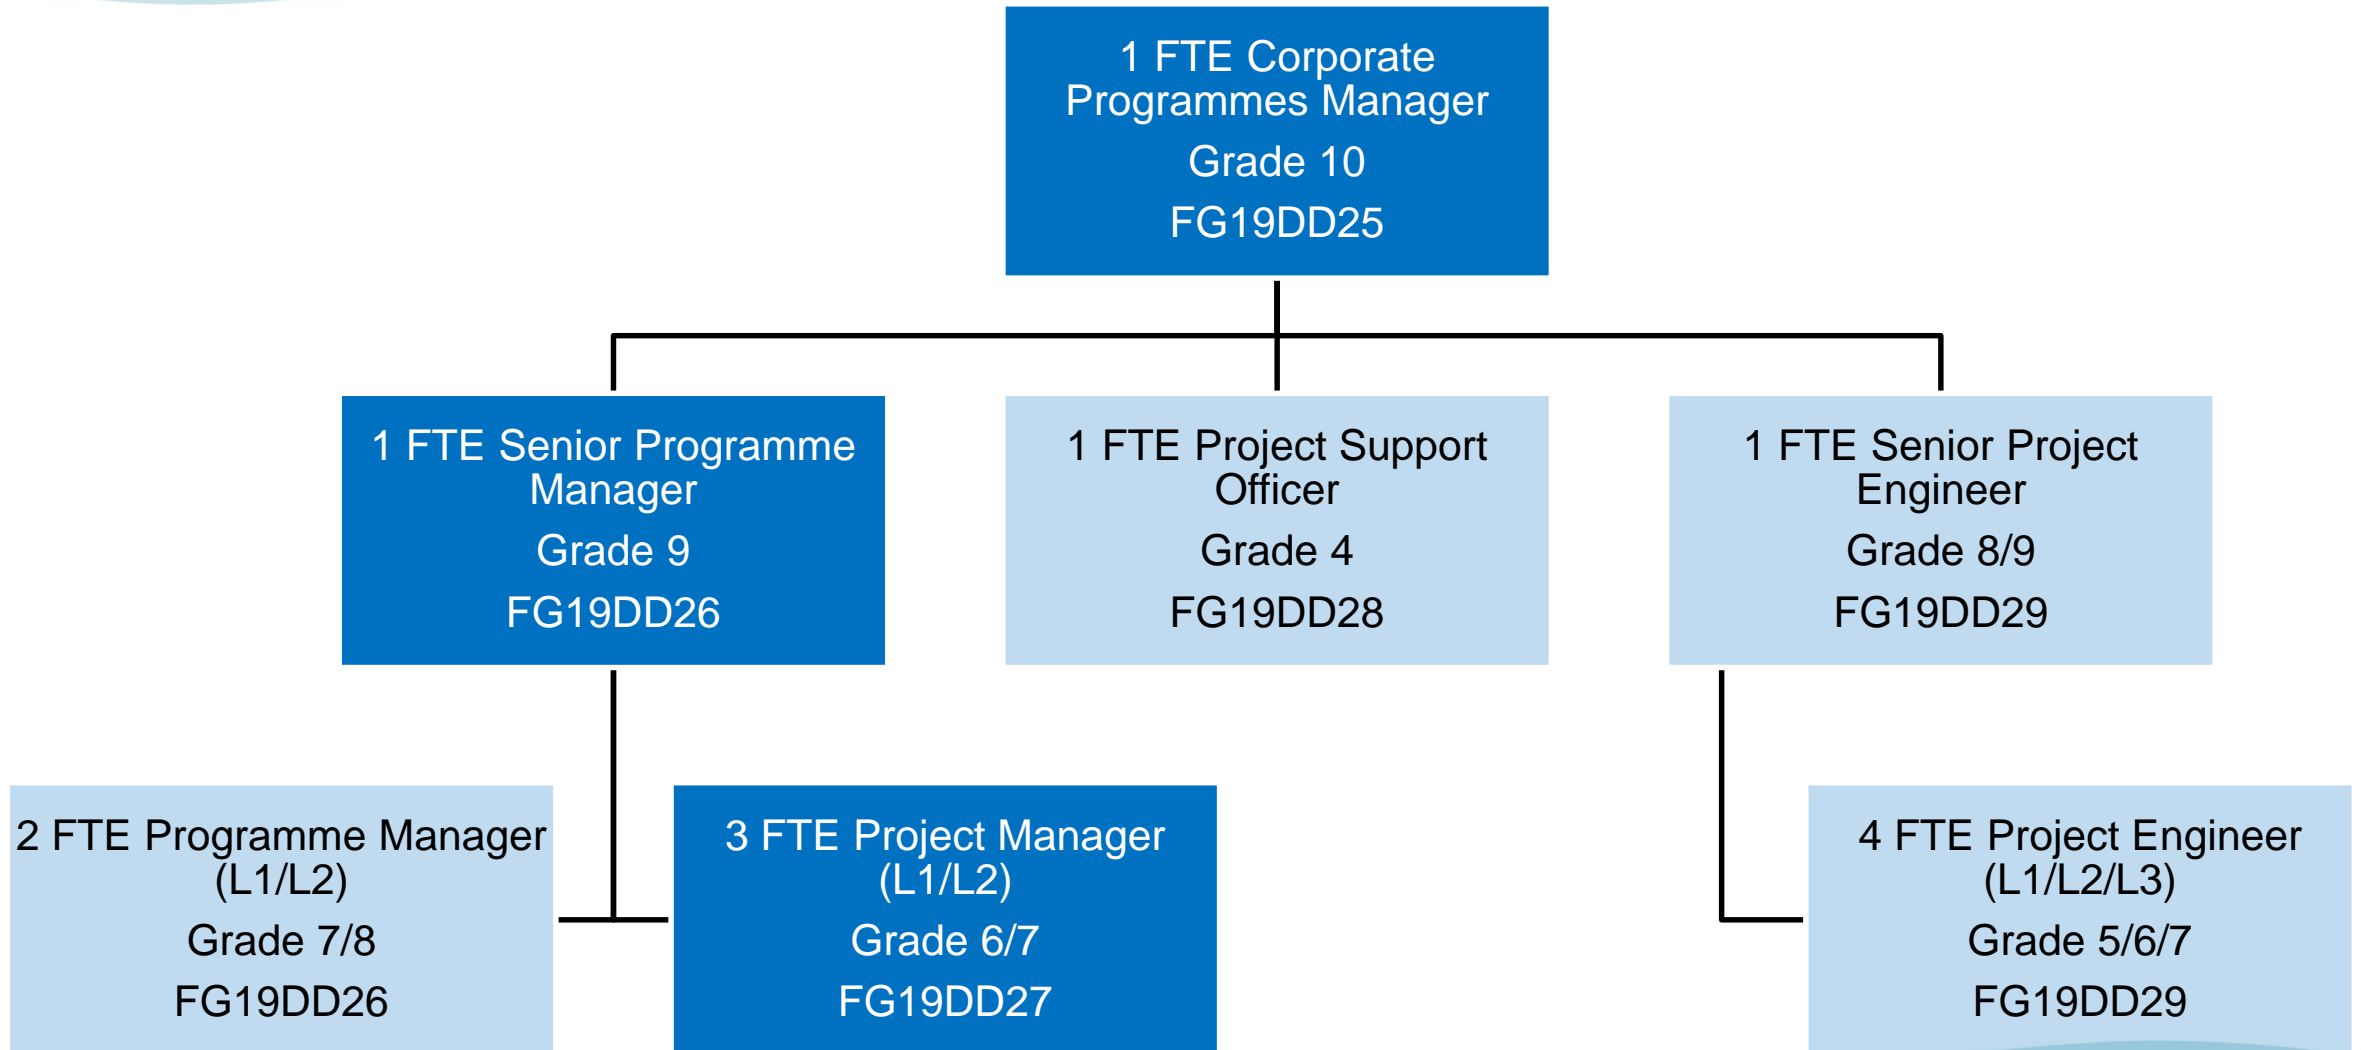 1 FTE Corporate
Programmes Manager
Grade 10
FG19DD25
1 FTE Senior Programme
Manager
Grade 9
FG19DD26
1 FTE Project Support
Officer
Grade 4
FG19DD28
1 FTE Senior Project
Engineer
Grade 8/9
FG19DD29
2 FTE Programme Manager
(L1/L2)
Grade 7/8
FG19DD26
3 FTE Project Manager
(L1/L2)
Grade 6/7
FG19DD27
4 FTE Project Engineer
(L1/L2/L3)
Grade 5/6/7
FG19DD29